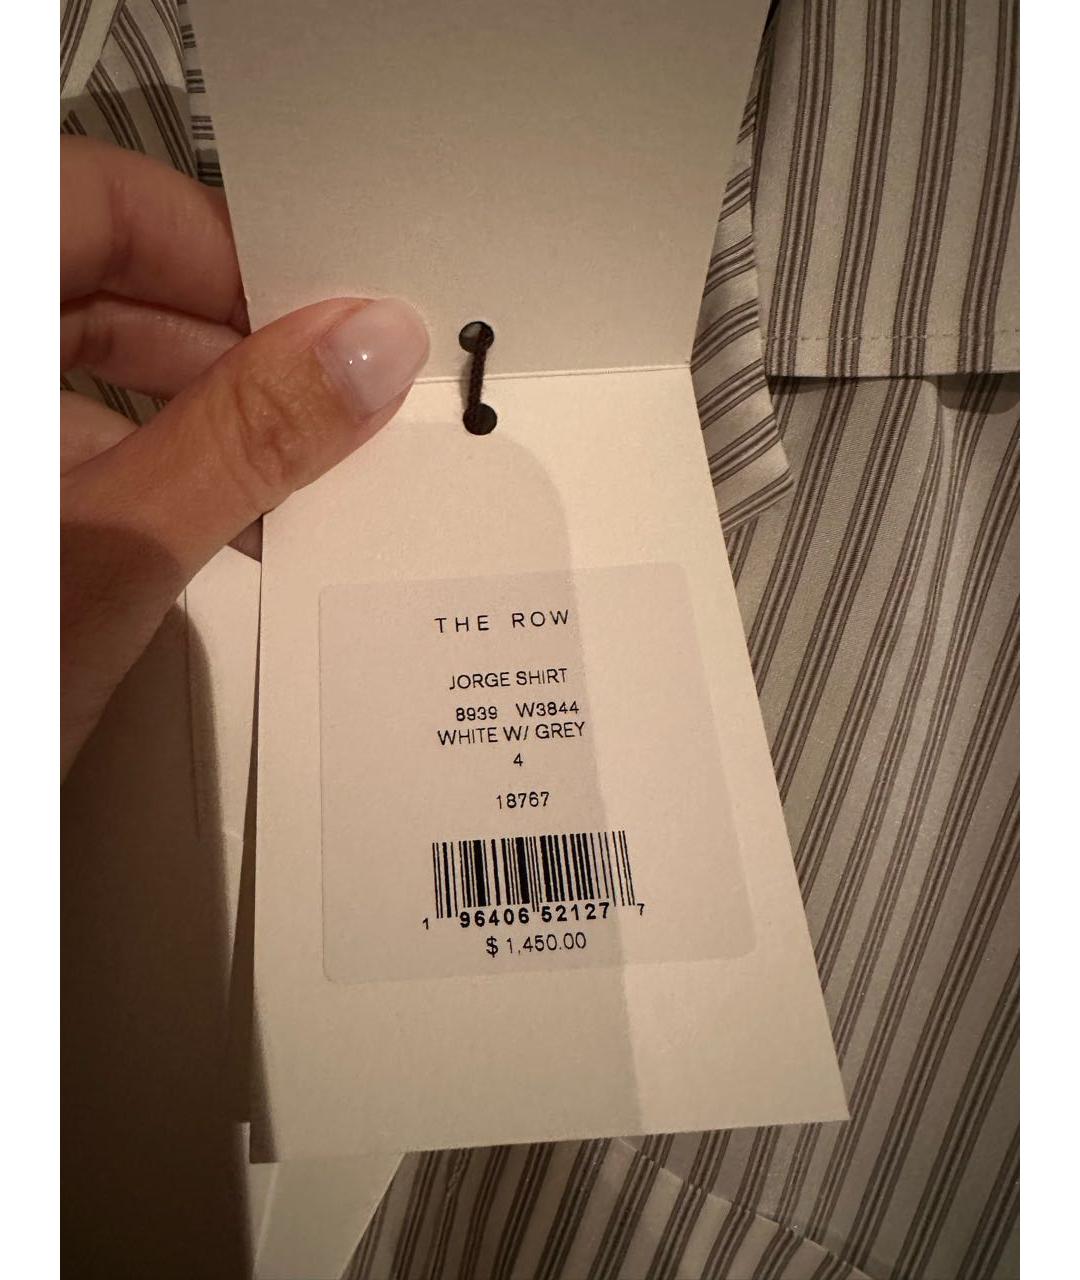 THE ROW
JORGE SHIRT
8939 W3844
WHITE W/ GREY
4
18767
1 96406 52127 7
$ 1,450.00